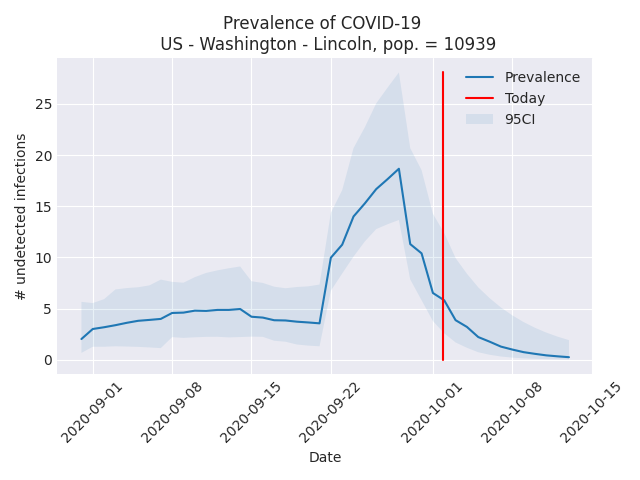 Prevalence of COVID-19
US - Washington - Lincoln, pop. = 10939
Prevalence
Today
95CI
# undetected infections
25
20
15
10
5
0
2020-09-01
2020-09-08
2020-09-15
2020-09-22
2020-10-01
2020-10-08
2020-10-15
Date